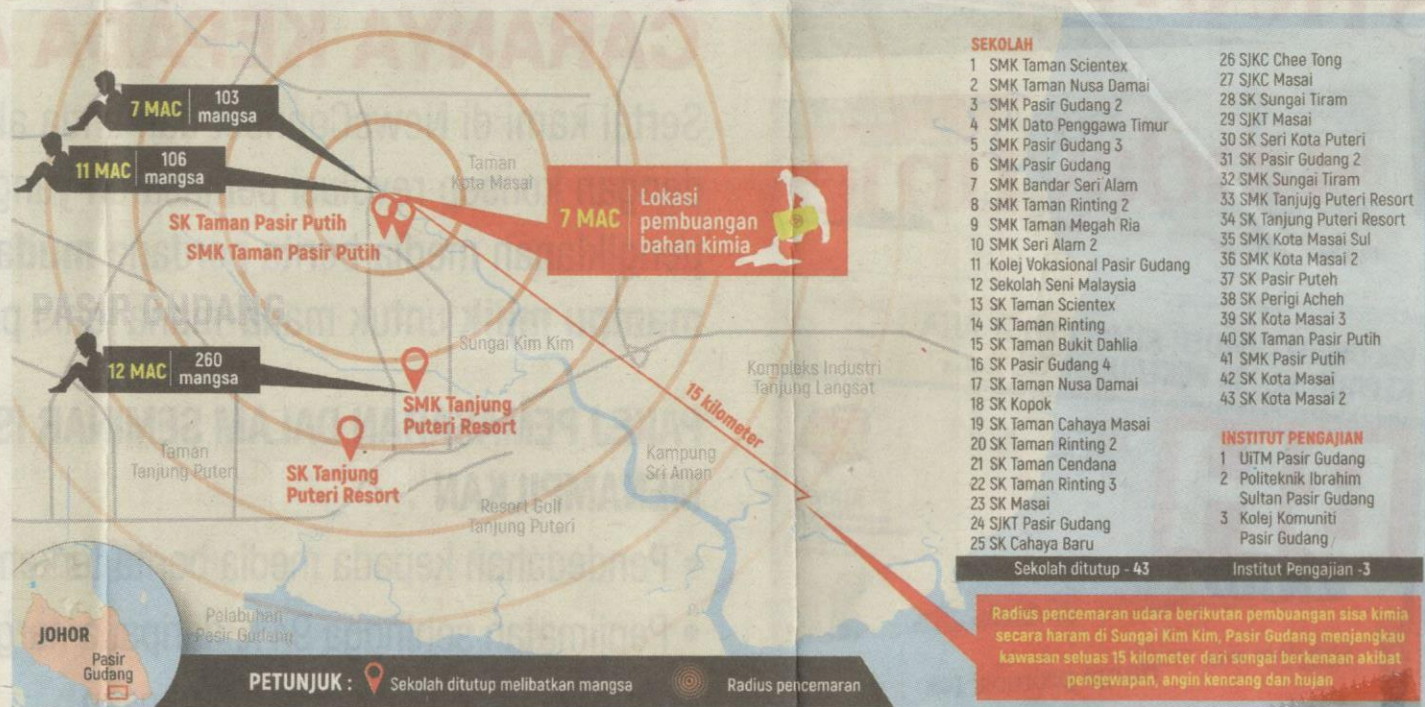 7 MAC
103
mangsa
11 MAC
106
mangsa
SK Taman Pasir Putih
SMK Taman Pasir Putih
Taman
Kota Masai
7 MAC
Lokasi
pembuangan
bahan kimia
PASIR GUDANG
Sungai Kim Kim
12 MAC
260
mangsa
SMK Tanjung
Puteri Resort
SK Tanjung
Puteri Resort
Kompleks Industri
Tanjung Langsat
15 kilometer
Taman
Tanjung Puteri
Kampung
Sri Aman
Resort Golf
Tanjung Puteri
Pelabuhan
Pasir Gudang
JOHOR
Pasir
Gudang
PETUNJUK :
Sekolah ditutup melibatkan mangsa
Radius pencemaran
SEKOLAH
1 SMK Taman Scientex
2 SMK Taman Nusa Damai
3 SMK Pasir Gudang 2
4 SMK Dato Penggawa Timur
5 SMK Pasir Gudang 3
6 SMK Pasir Gudang
7 SMK Bandar Seri Alam
8 SMK Taman Rinting 2
9 SMK Taman Megah Ria
10 SMK Seri Alam 2
11 Kolej Vokasional Pasir Gudang
12 Sekolah Seni Malaysia
13 SK Taman Scientex
14 SK Taman Rinting
15 SK Taman Bukit Dahlia
16 SK Pasir Gudang 4
17 SK Taman Nusa Damai
18 SK Kopok
19 SK Taman Cahaya Masai
20 SK Taman Rinting 2
21 SK Taman Cendana
22 SK Taman Rinting 3
23 SK Masai
24 SJKT Pasir Gudang
25 SK Cahaya Baru
26 SJKC Chee Tong
27 SJKC Masai
28 SK Sungai Tiram
29 SJKT Masai
30 SK Seri Kota Puteri
31 SK Pasir Gudang 2
32 SMK Sungai Tiram
33 SMK Tanjujg Puteri Resort
34 SK Tanjung Puteri Resort
35 SMK Kota Masai Sul
36 SMK Kota Masai 2
37 SK Pasir Puteh
38 SK Perigi Acheh
39 SK Kota Masai 3
40 SK Taman Pasir Putih
41 SMK Pasir Putih
42 SK Kota Masai
43 SK Kota Masai 2
INSTITUT PENGAJIAN
1 UiTM Pasir Gudang
2 Politeknik Ibrahim
Sultan Pasir Gudang
3 Kolej Komuniti
Pasir Gudang
Sekolah ditutup - 43
Institut Pengajian -3
Radius pencemaran udara berikutan pembuangan sisa kimia
secara haram di Sungai Kim Kim, Pasir Gudang menjangkau
kawasan seluas 15 kilometer dari sungai berkenaan akibat
pengewapan, angin kencang dan hujan